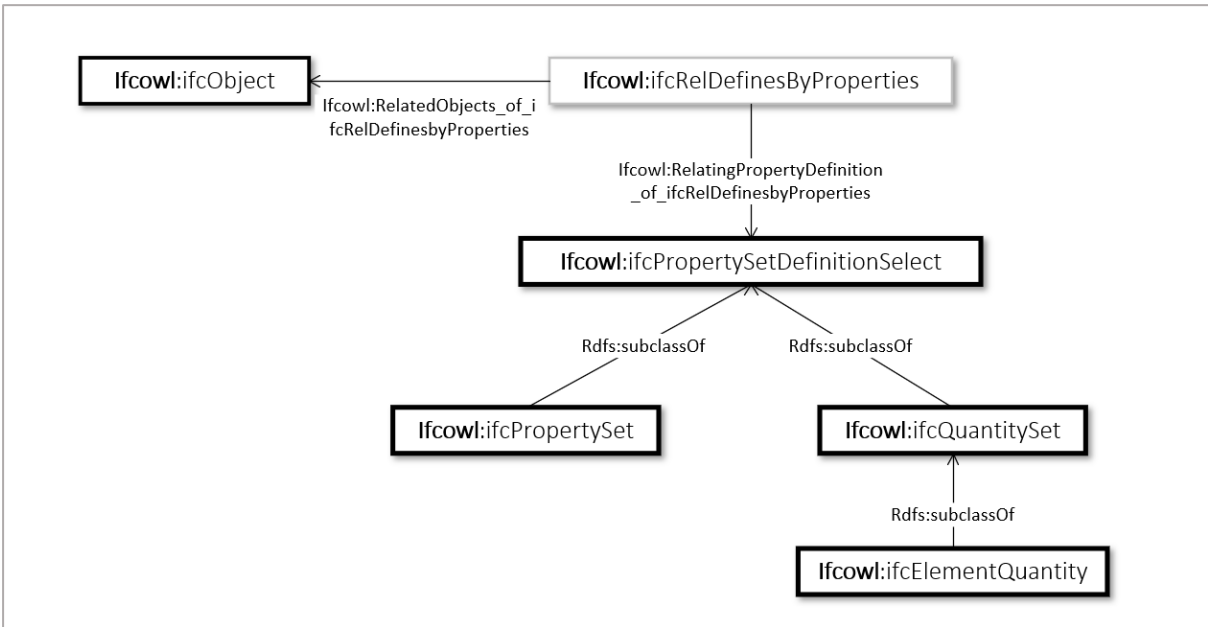 Ifcowl:ifcObject
Ifcowl:ifcRelDefinesByProperties
Ifcowl:RelatedObjects_of_i
fcRelDefinesbyProperties
Ifcowl:RelatingPropertyDefinition
_of_ifcRelDefinesbyProperties
Ifcowl:ifcPropertySetDefinitionSelect
Rdfs:subclassOf
Rdfs:subclassOf
Ifcowl:ifcPropertySet
Ifcowl:ifcQuantitySet
Rdfs:subclassOf
Ifcowl:ifcElementQuantity